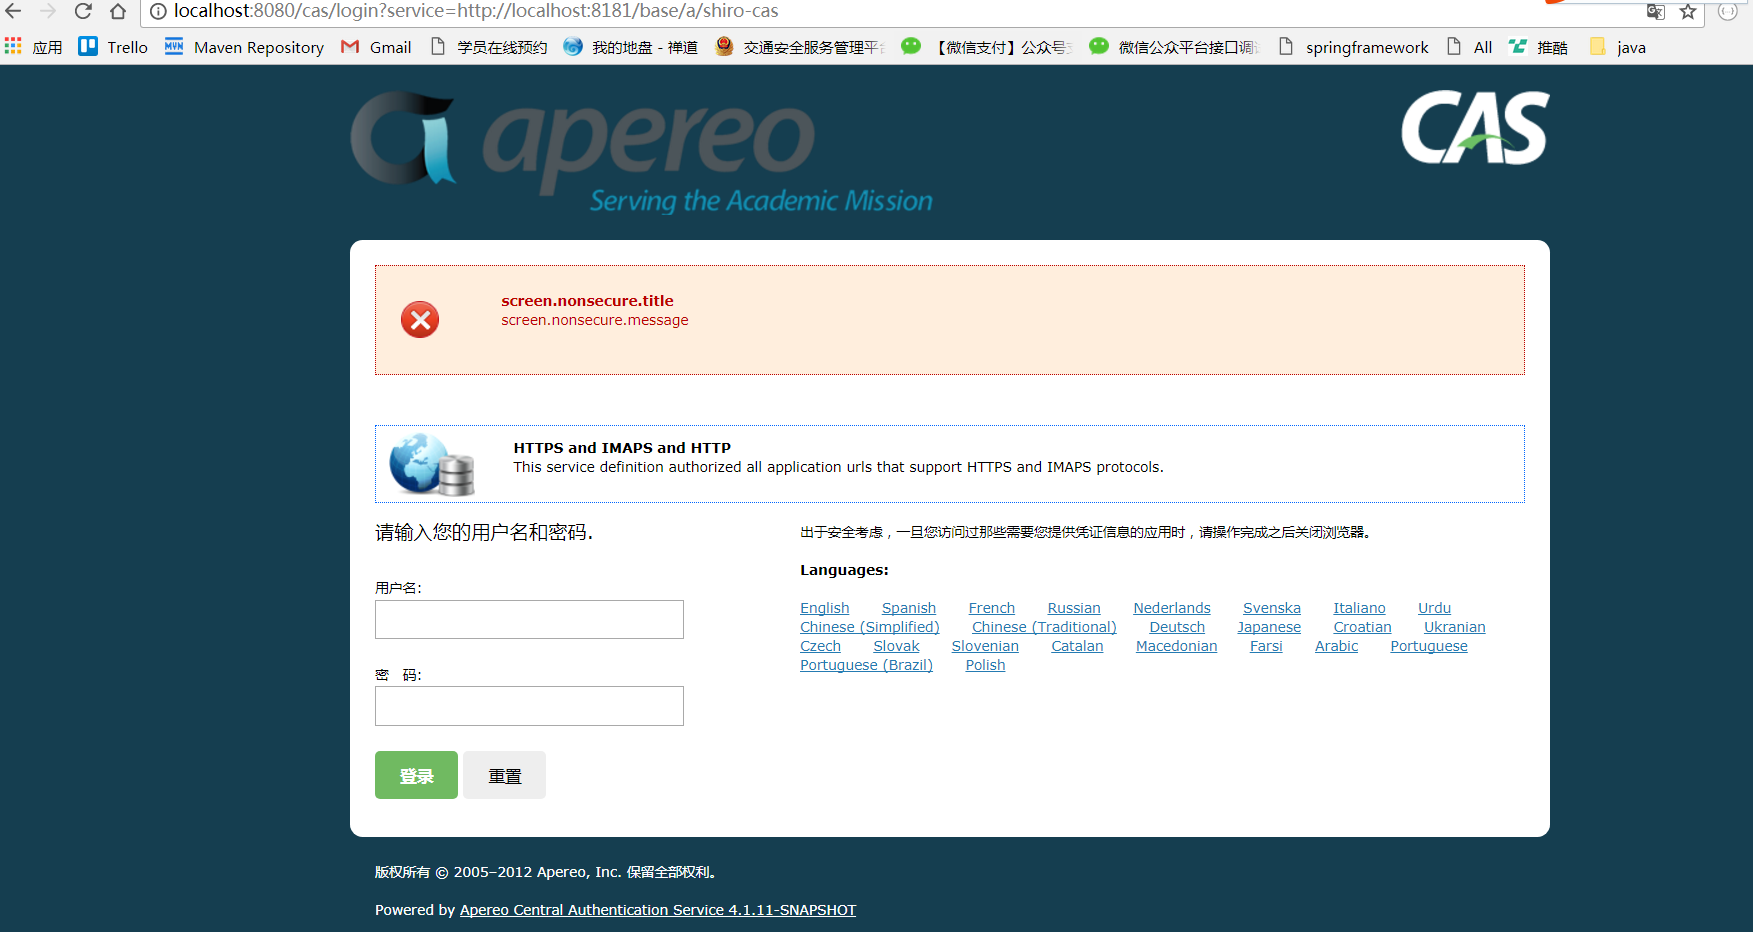 localhost:8080/cas/login?service=http://localhost:8181/base/a/shiro-cas
应用 Trello Maven Repository Gmail 学员在线预约 我的地盘 - 禅道 交通安全服务管理平 【微信支付】公众号 微信公众平台接口调 springframework All 推酷 java
apereo
Serving the Academic Mission
CAS
screen.nonsecure.title
screen.nonsecure.message
HTTPS and IMAPS and HTTP
This service definition authorized all application urls that support HTTPS and IMAPS protocols.
请输入您的用户名和密码.
用户名:
密 码:
登录 重置
出于安全考虑，一旦您访问过那些需要您提供凭证信息的应用时，请操作完成之后关闭浏览器。
Languages:
English Spanish French Russian Nederlands Svenska Italiano Urdu
Chinese (Simplified) Chinese (Traditional) Deutsch Japanese Croatian Ukranian
Czech Slovak Slovenian Catalan Macedonian Farsi Arabic Portuguese
Portuguese (Brazil) Polish
版权所有 © 2005–2012 Apereo, Inc. 保留全部权利。
Powered by Apereo Central Authentication Service 4.1.11-SNAPSHOT